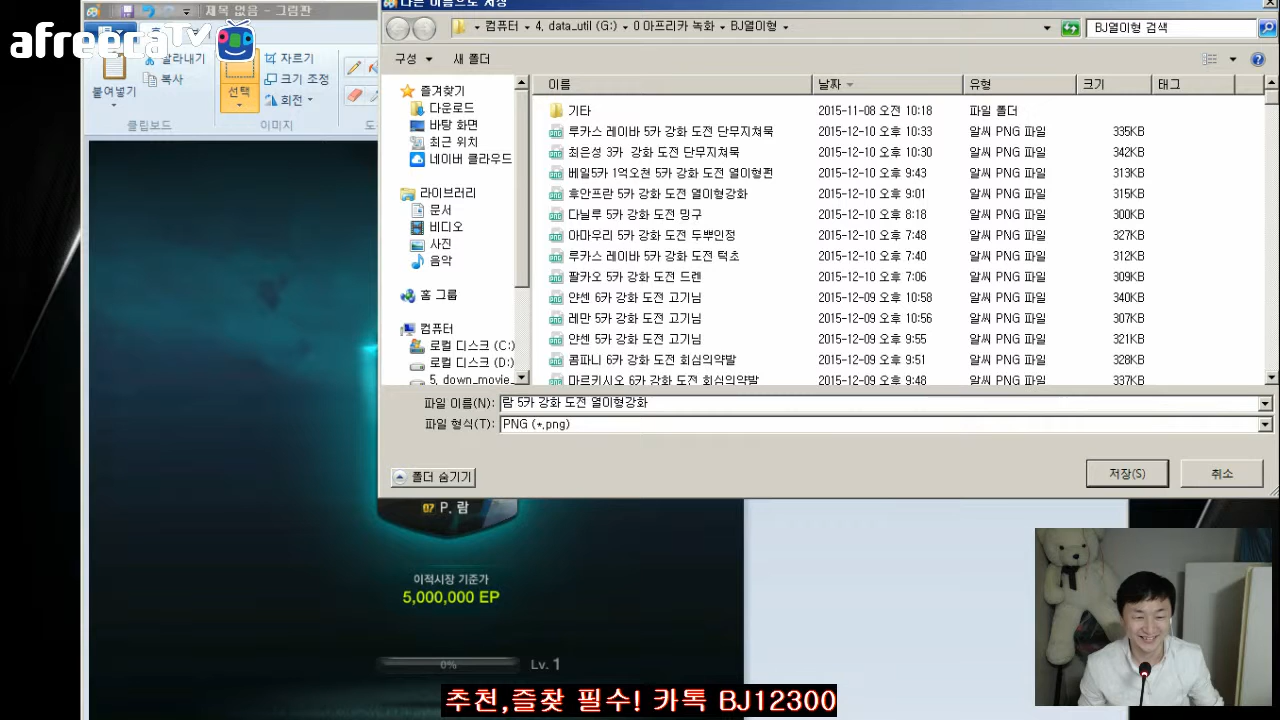 제목 없음 - 그림판
afreecaTV
다른 이름으로 저장
컴퓨터 ▾ 4, data_util (G:) ▾ 0 아프리카 녹화 ▾ BJ열이형 ▾
BJ열이형 검색
구성 ▾ 새 폴더
붙여넣기
잘라내기
복사
선택
자르기
크기 조정
회전
클립보드
이미지
즐겨찾기
다운로드
바탕 화면
최근 위치
네이버 클라우드
라이브러리
문서
비디오
사진
음악
홈 그룹
컴퓨터
로컬 디스크 (C:)
로컬 디스크 (D:)
5, down_movie_
이름 날짜 유형 크기 태그
기타 2015-11-08 오전 10:18 파일 폴더
루카스 레이바 5카 강화 도전 단무지쳐묵 2015-12-10 오후 10:33 알씨 PNG 파일 335KB
최은성 3카 강화 도전 단무지쳐묵 2015-12-10 오후 10:30 알씨 PNG 파일 342KB
베일5카 1억오쳔 5카 강화 도전 열이형펀 2015-12-10 오후 9:43 알씨 PNG 파일 313KB
후안프란 5카 강화 도전 열이형강화 2015-12-10 오후 9:01 알씨 PNG 파일 315KB
다닐루 5카 강화 도전 밍구 2015-12-10 오후 8:18 알씨 PNG 파일 300KB
아마우리 5카 강화 도전 두뿌인정 2015-12-10 오후 7:48 알씨 PNG 파일 327KB
루카스 레이바 5카 강화 도전 턱초 2015-12-10 오후 7:40 알씨 PNG 파일 312KB
팔카오 5카 강화 도전 드렌 2015-12-10 오후 7:06 알씨 PNG 파일 309KB
얀센 6카 강화 도전 고기님 2015-12-09 오후 10:58 알씨 PNG 파일 340KB
레만 5카 강화 도전 고기님 2015-12-09 오후 10:56 알씨 PNG 파일 307KB
얀센 5카 강화 도전 고기님 2015-12-09 오후 9:55 알씨 PNG 파일 321KB
콤파니 6카 강화 도전 회심의약발 2015-12-09 오후 9:51 알씨 PNG 파일 328KB
마르키시오 6카 강화 도전 회심의약발 2015-12-09 오후 9:48 알씨 PNG 파일 337KB
파일 이름(N): 람 5카 강화 도전 열이형강화
파일 형식(T): PNG (*.png)
폴더 숨기기
저장(S)
취소
07 P. 람
이적시장 기준가
5,000,000 EP
0% Lv. 1
추천,즐찾 필수! 카톡 BJ12300